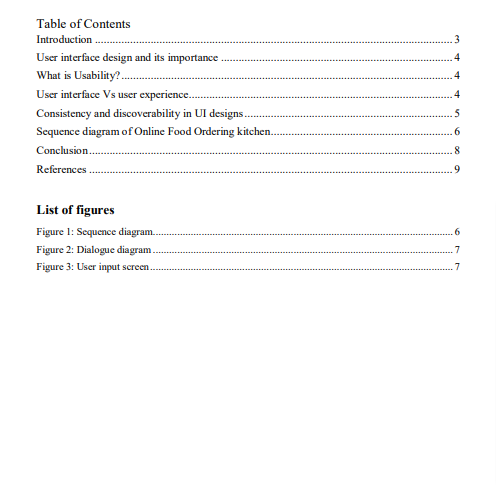 Table of Contents
Introduction ........................................................................................................................ 3
User interface design and its importance ............................................................................... 4
What is Usability? ................................................................................................................ 4
User interface Vs user experience.......................................................................................... 4
Consistency and discoverability in UI designs....................................................................... 5
Sequence diagram of Online Food Ordering kitchen.............................................................. 6
Conclusion........................................................................................................................... 8
References ........................................................................................................................... 9
List of figures
Figure 1: Sequence diagram.................................................................................................. 6
Figure 2: Dialogue diagram .................................................................................................. 7
Figure 3: User input screen ................................................................................................... 7